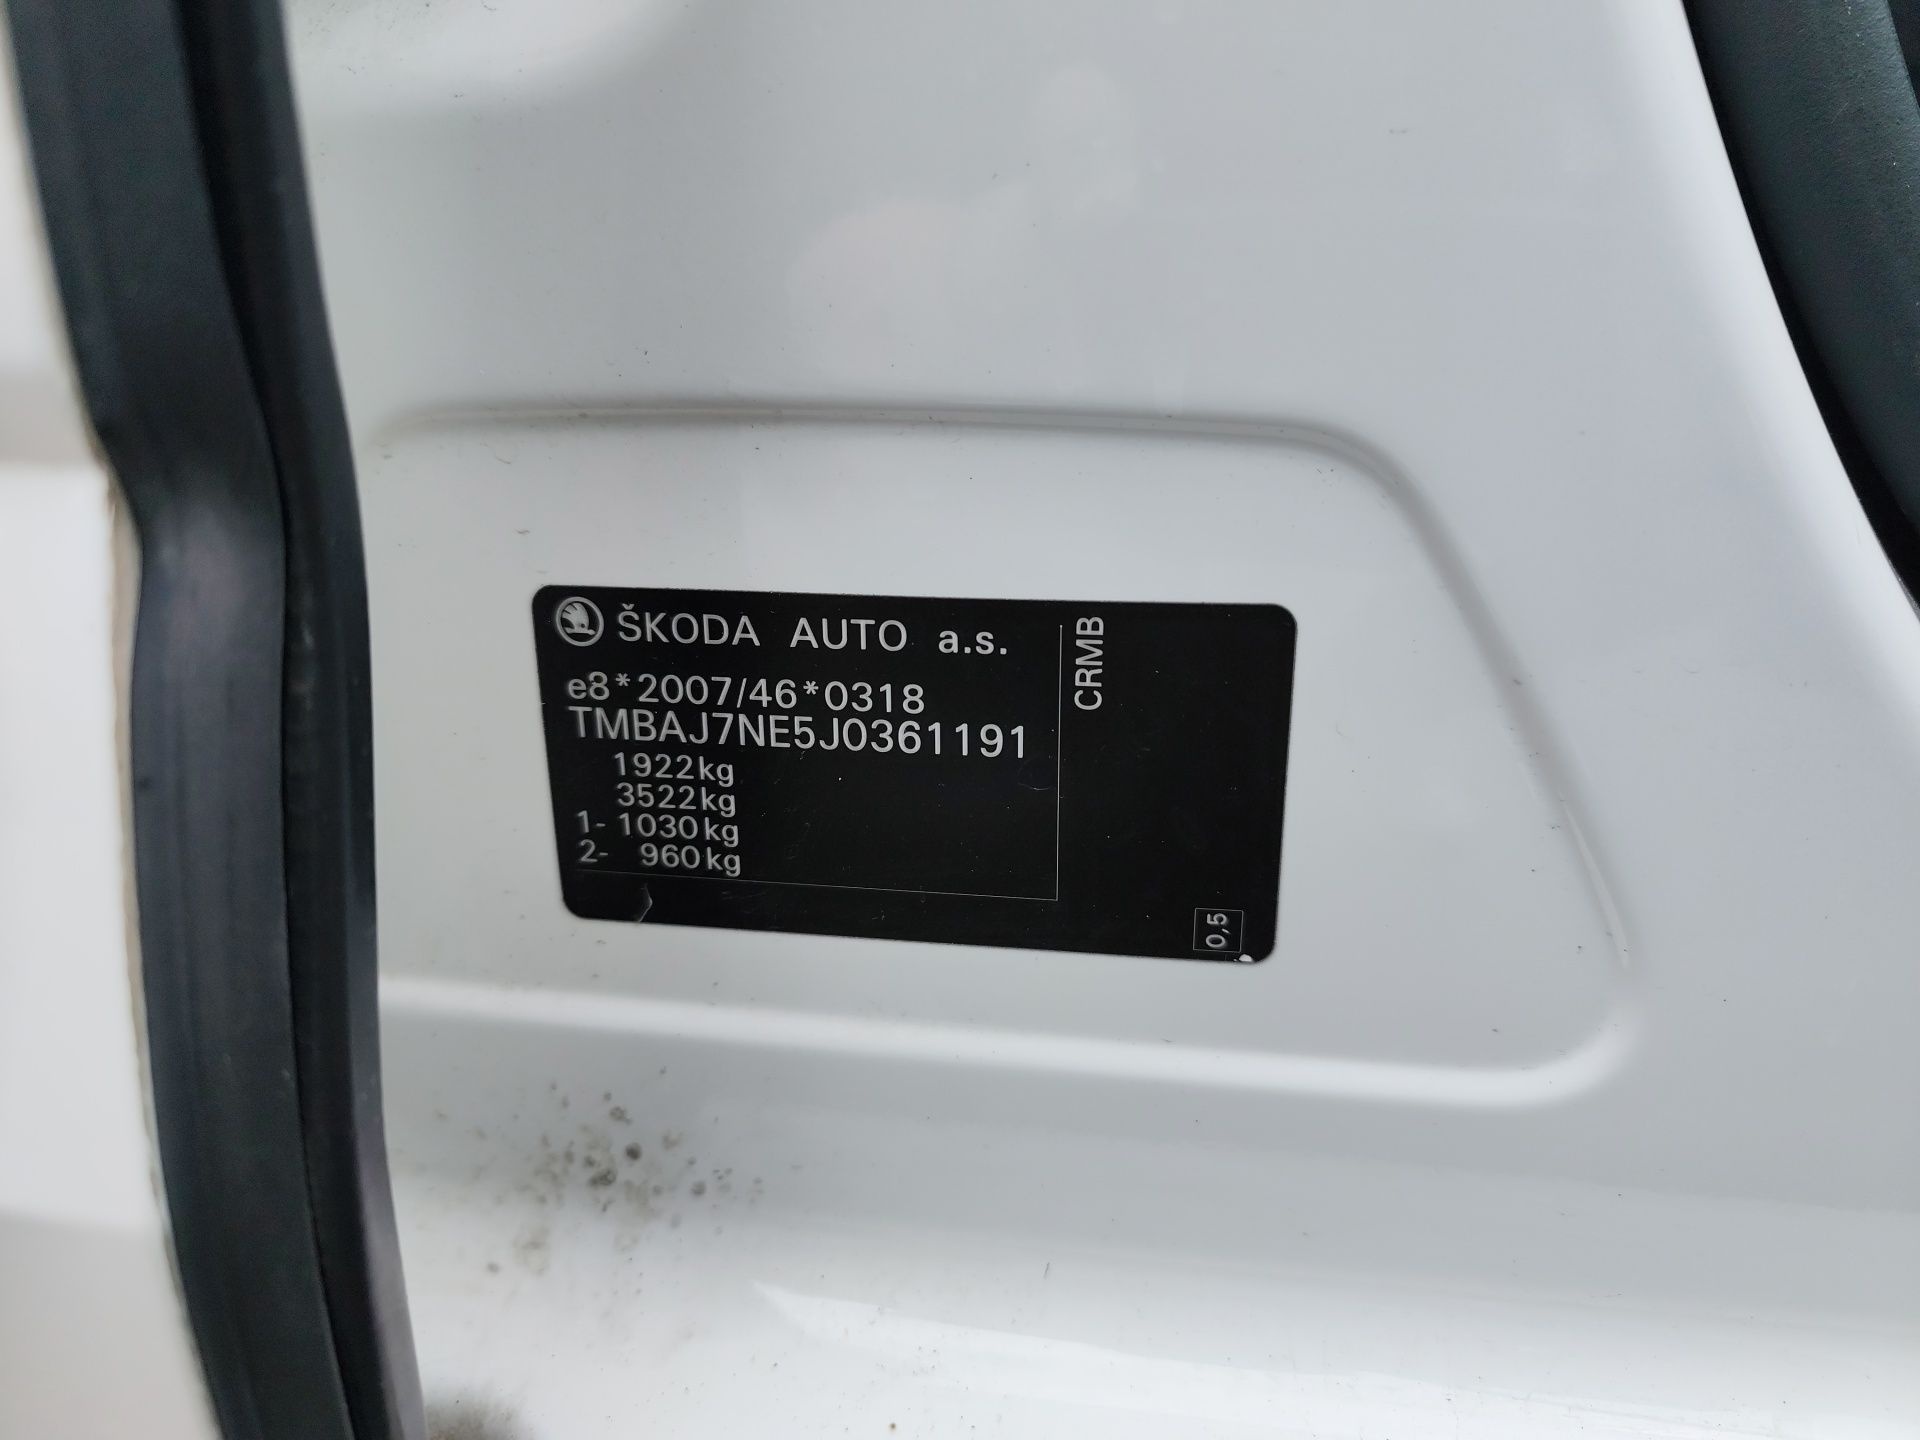 ŠKODA AUTO a.s.
e8*2007/46*0318
TMBAJ7NE5J0361191
1922kg
3522kg
1- 1030kg
2- 960kg
CRMB
0,5